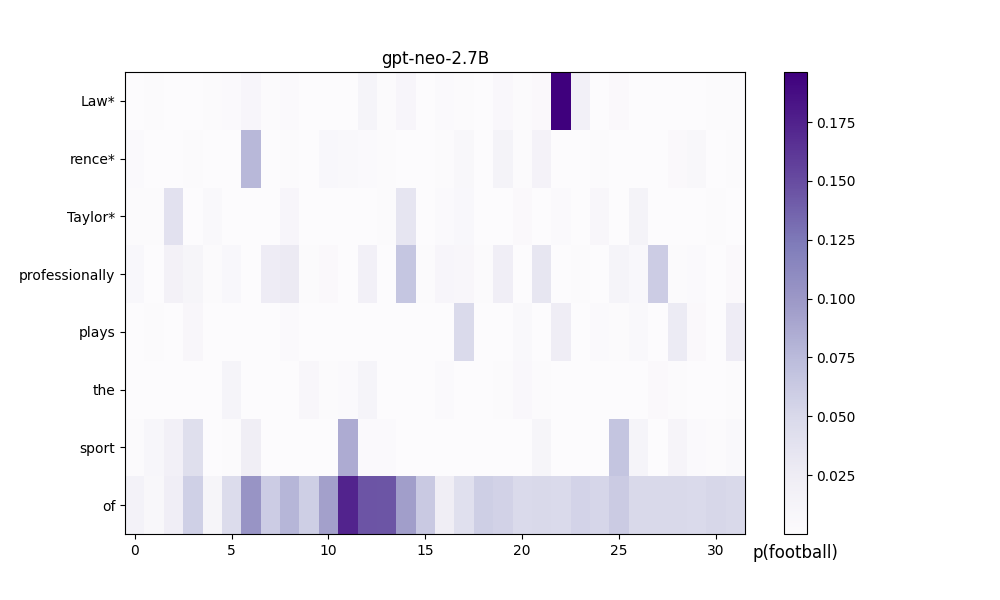 gpt-neo-2.7B
Law*
rence*
Taylor*
professionally
plays
the
sport
of
0 5 10 15 20 25 30
0.175
0.150
0.125
0.100
0.075
0.050
0.025
p(football)